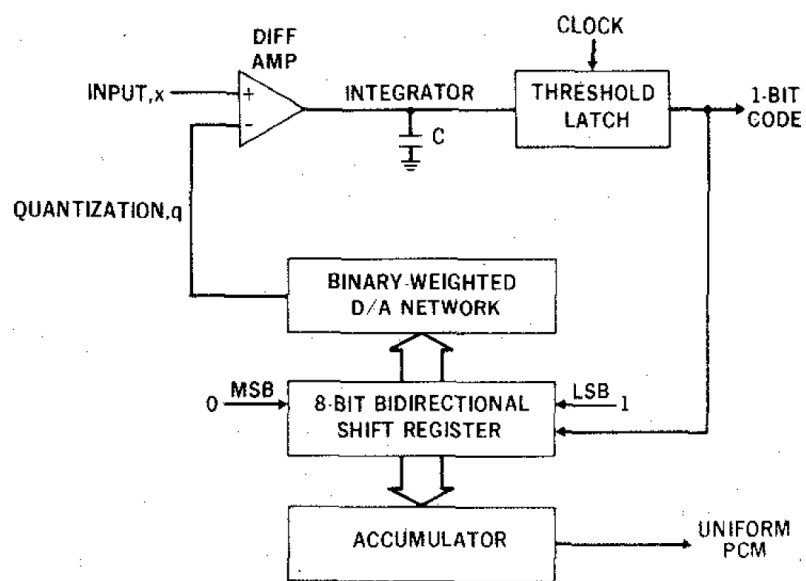 CLOCK
DIFF
AMP
INPUT,x
+
-
INTEGRATOR
C
THRESHOLD
LATCH
1-BIT
CODE
QUANTIZATION,q
BINARY-WEIGHTED
D/A NETWORK
0 MSB
8-BIT BIDIRECTIONAL
SHIFT REGISTER
LSB 1
ACCUMULATOR
UNIFORM
PCM